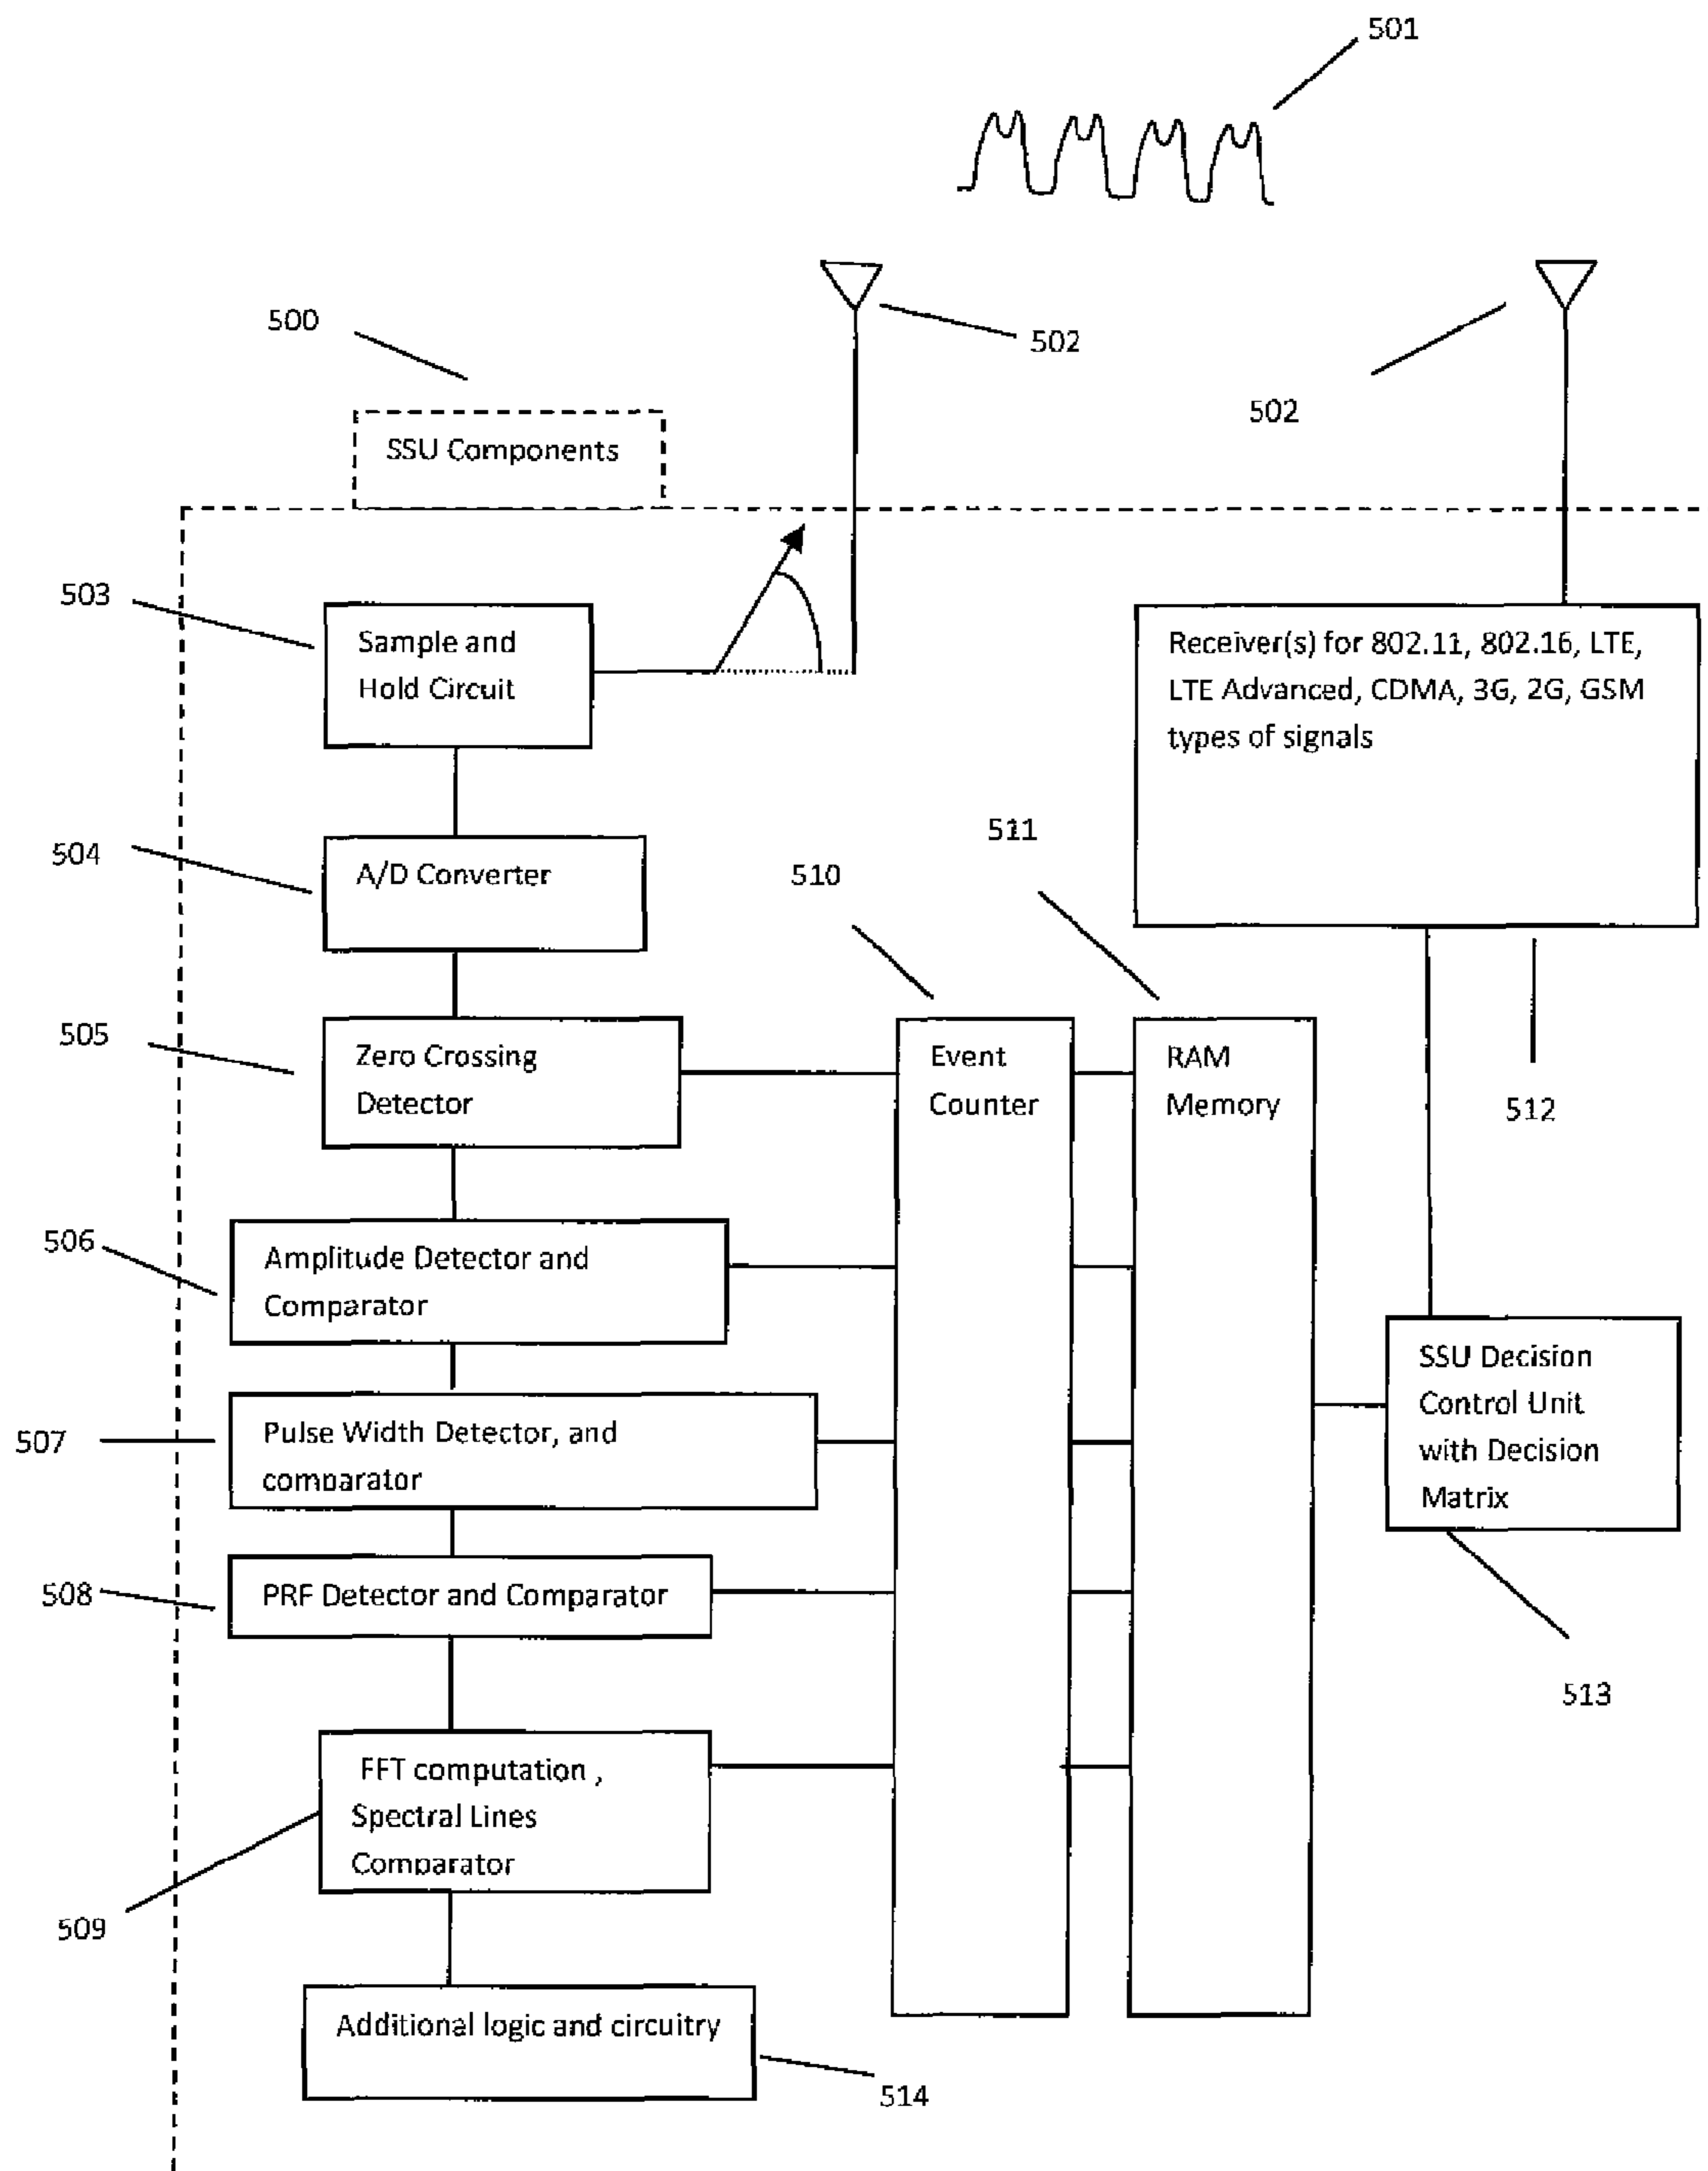 501
500
502
502
SSU Components
503
Sample and
Hold Circuit
Receiver(s) for 802.11, 802.16, LTE,
LTE Advanced, CDMA, 3G, 2G, GSM
types of signals
504
A/D Converter
510
511
505
Zero Crossing
Detector
Event
Counter
RAM
Memory
512
506
Amplitude Detector and
Comparator
SSU Decision
Control Unit
with Decision
Matrix
507
Pulse Width Detector, and
comparator
508
PRF Detector and Comparator
513
FFT computation ,
Spectral Lines
Comparator
509
Additional logic and circuitry
514